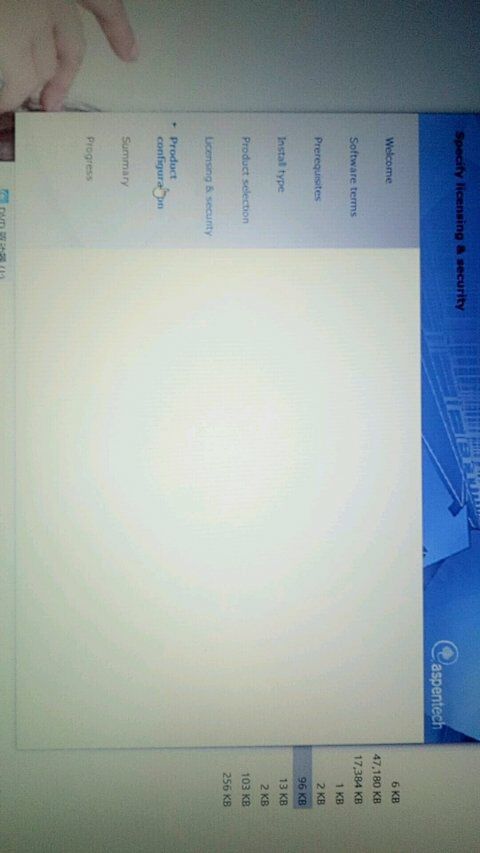 Specify licensing & security
aspentech
Welcome
Software terms
Prerequisites
Install type
Product selection
Licensing & security
Product
configuration
Summary
Progress
6 KB
47,180 KB
17,384 KB
1 KB
2 KB
96 KB
13 KB
2 KB
103 KB
256 KB